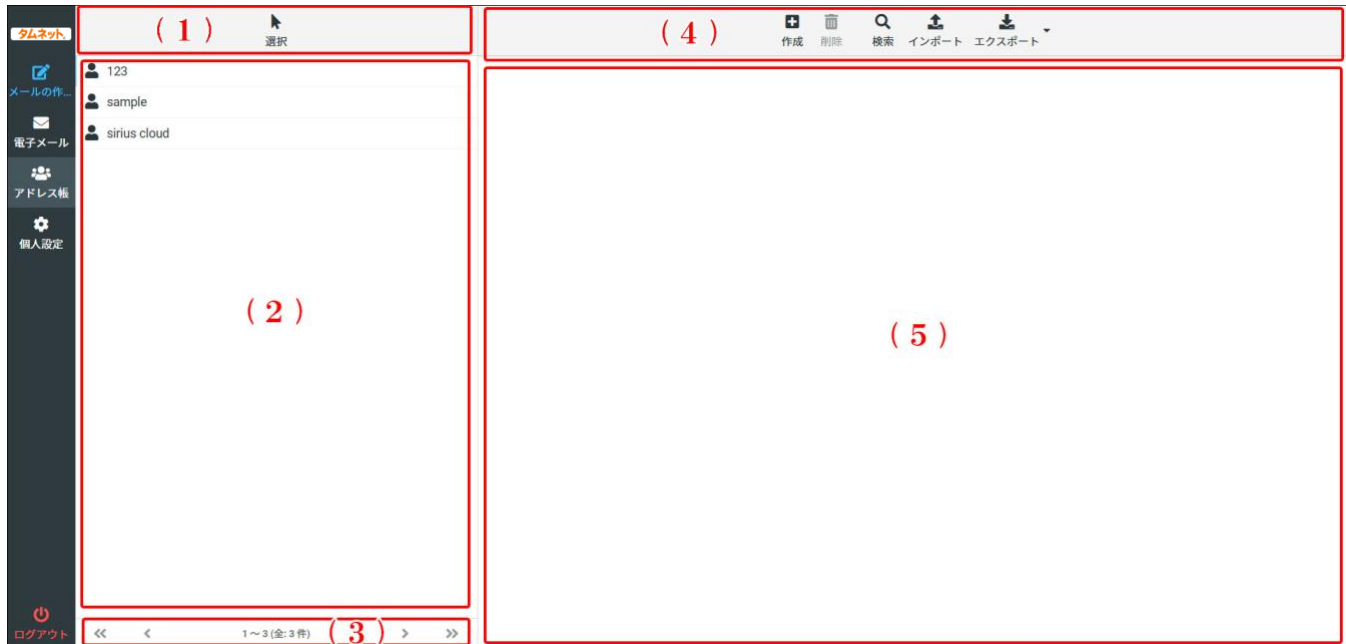 タムネット.
メールの作...
電子メール
アドレス帳
個人設定
ログアウト
(1)
選択
123
sample
sirius cloud
(2)
1～3 (全: 3 件)
(3)
(4)
作成 削除 検索 インポート エクスポート
(5)